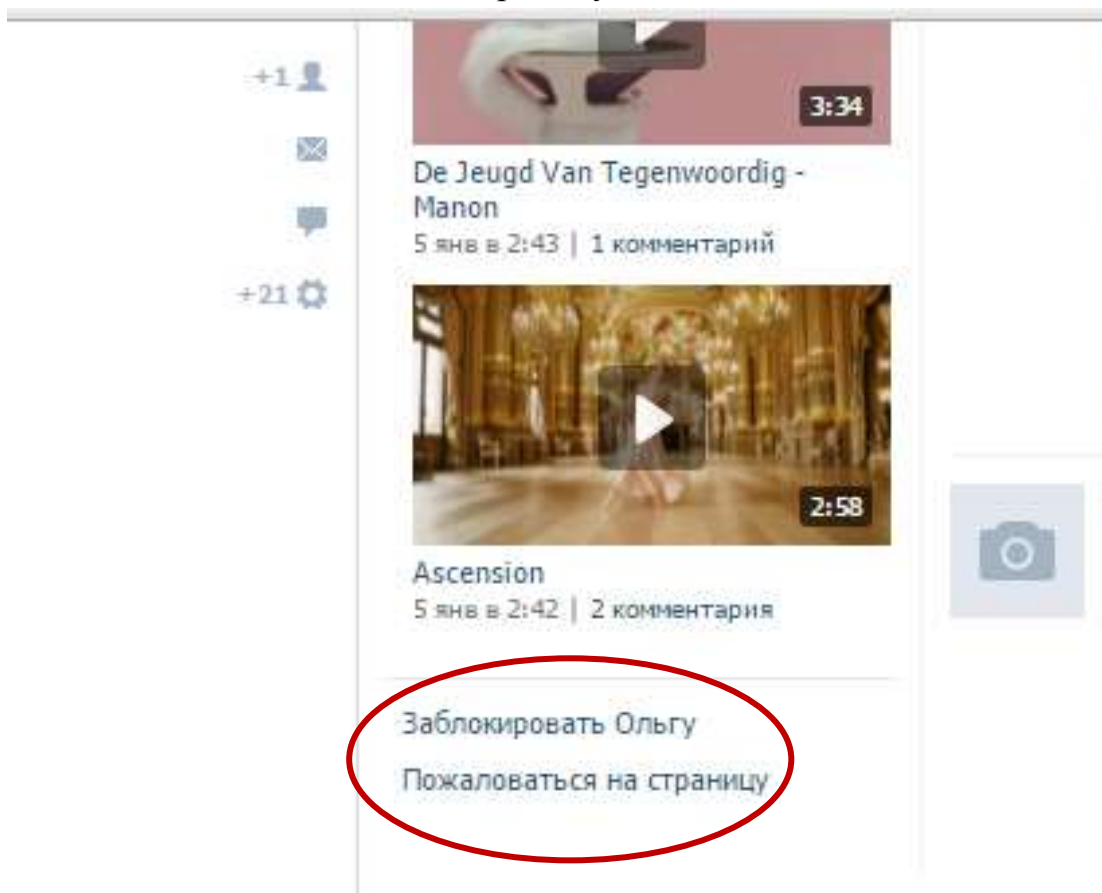 +1
3:34
De Jeugd Van Tegenwoordig -
Manon
5 янв в 2:43 | 1 комментарий
+21
2:58
Ascension
5 янв в 2:42 | 2 комментария
Заблокировать Ольгу
Пожаловаться на страницу